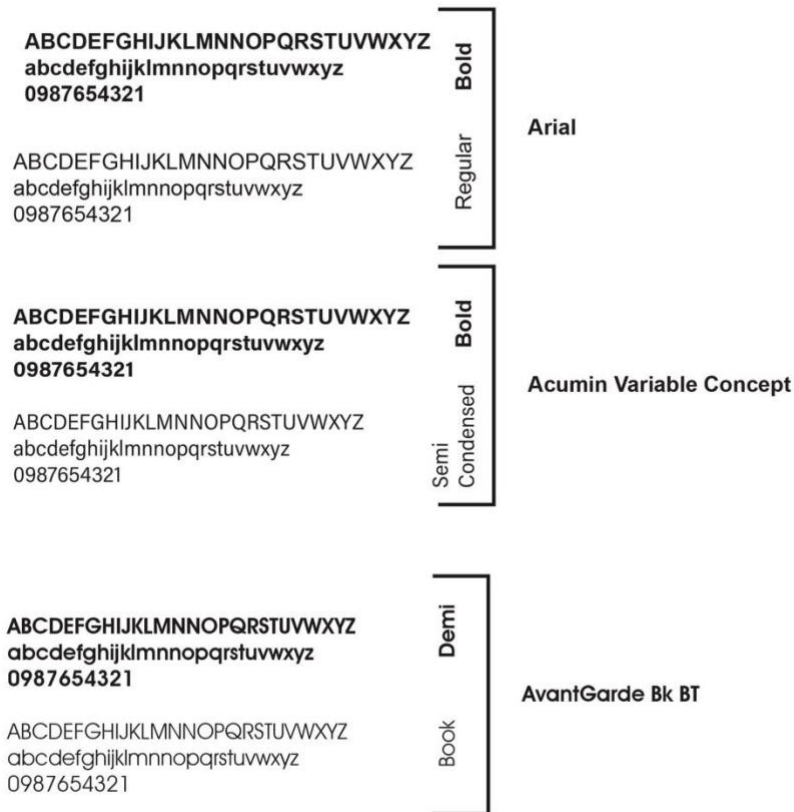 ABCDEFGHIJKLMNNOPQRSTUVWXYZ
abcdefghijklmnnopqrstuvwxyz
0987654321
Bold
ABCDEFGHIJKLMNNOPQRSTUVWXYZ
abcdefghijklmnnopqrstuvwxyz
0987654321
Regular
Arial
ABCDEFGHIJKLMNNOPQRSTUVWXYZ
abcdefghijklmnnopqrstuvwxyz
0987654321
Bold
ABCDEFGHIJKLMNNOPQRSTUVWXYZ
abcdefghijklmnnopqrstuvwxyz
0987654321
Semi
Condensed
Acumin Variable Concept
ABCDEFGHIJKLMNNOPQRSTUVWXYZ
abcdefghijklmnnopqrstuvwxyz
0987654321
Demi
ABCDEFGHIJKLMNNOPQRSTUVWXYZ
abcdefghijklmnnopqrstuvwxyz
0987654321
Book
AvantGarde Bk BT